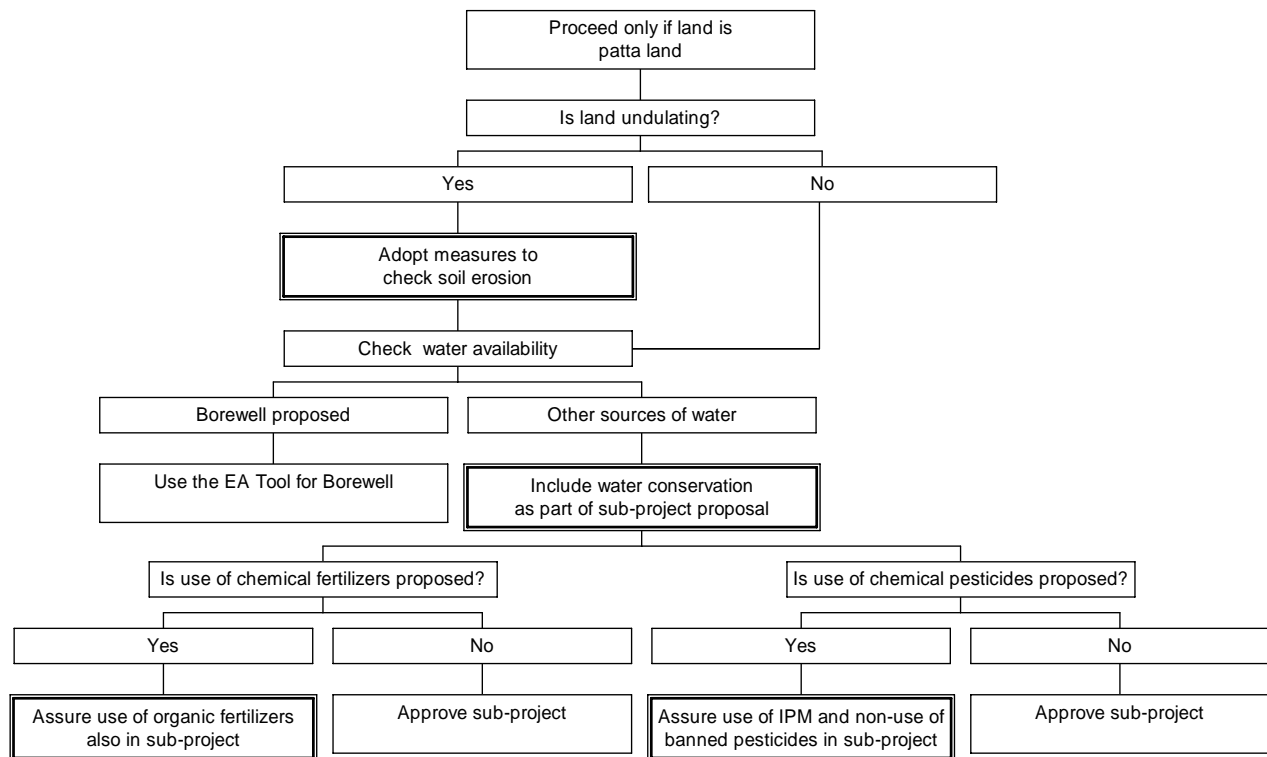 Proceed only if land is
patta land
Is land undulating?
Yes
No
Adopt measures to
check soil erosion
Check water availability
Borewell proposed
Other sources of water
Use the EA Tool for Borewell
Include water conservation
as part of sub-project proposal
Is use of chemical fertilizers proposed?
Is use of chemical pesticides proposed?
Yes
No
Yes
No
Assure use of organic fertilizers
also in sub-project
Approve sub-project
Assure use of IPM and non-use of
banned pesticides in sub-project
Approve sub-project